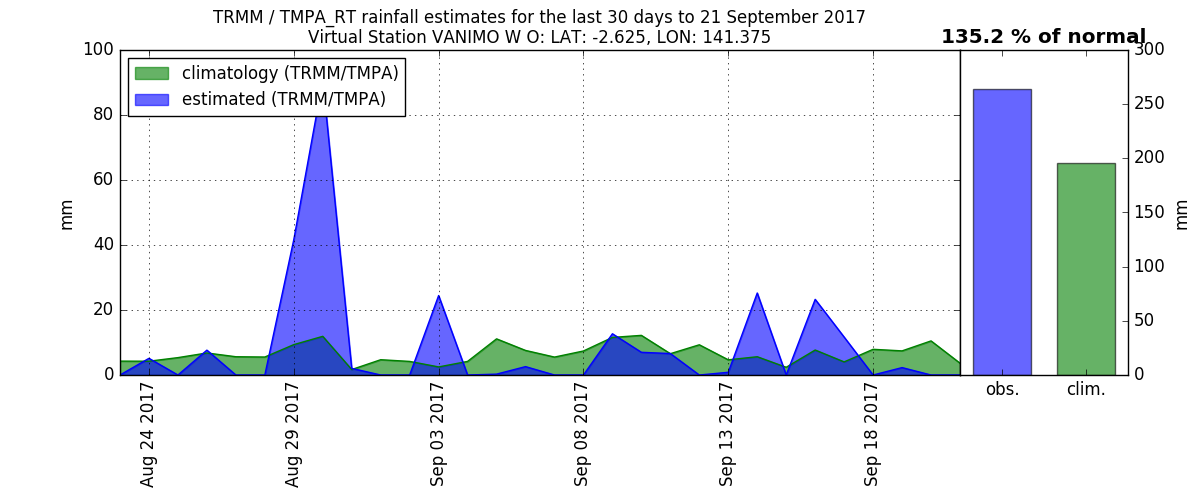 TRMM / TMPA_RT rainfall estimates for the last 30 days to 21 September 2017
Virtual Station VANIMO W O: LAT: -2.625, LON: 141.375
135.2 % of normal
climatology (TRMM/TMPA)
estimated (TRMM/TMPA)
100
80
60
40
20
0
mm
Aug 24 2017
Aug 29 2017
Sep 03 2017
Sep 08 2017
Sep 13 2017
Sep 18 2017
300
250
200
150
100
50
0
mm
obs.
clim.